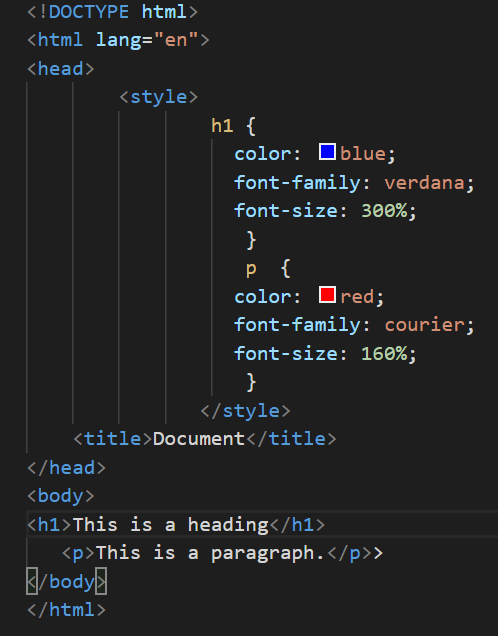 <!DOCTYPE html>
<html lang="en">
<head>
        <style>
                h1 {
                  color: blue;
                  font-family: verdana;
                  font-size: 300%;
                   }
                   p  {
                  color: red;
                  font-family: courier;
                  font-size: 160%;
                   }
               </style>
    <title>Document</title>
</head>
<body>
<h1>This is a heading</h1>
   <p>This is a paragraph.</p>>
</body>
</html>